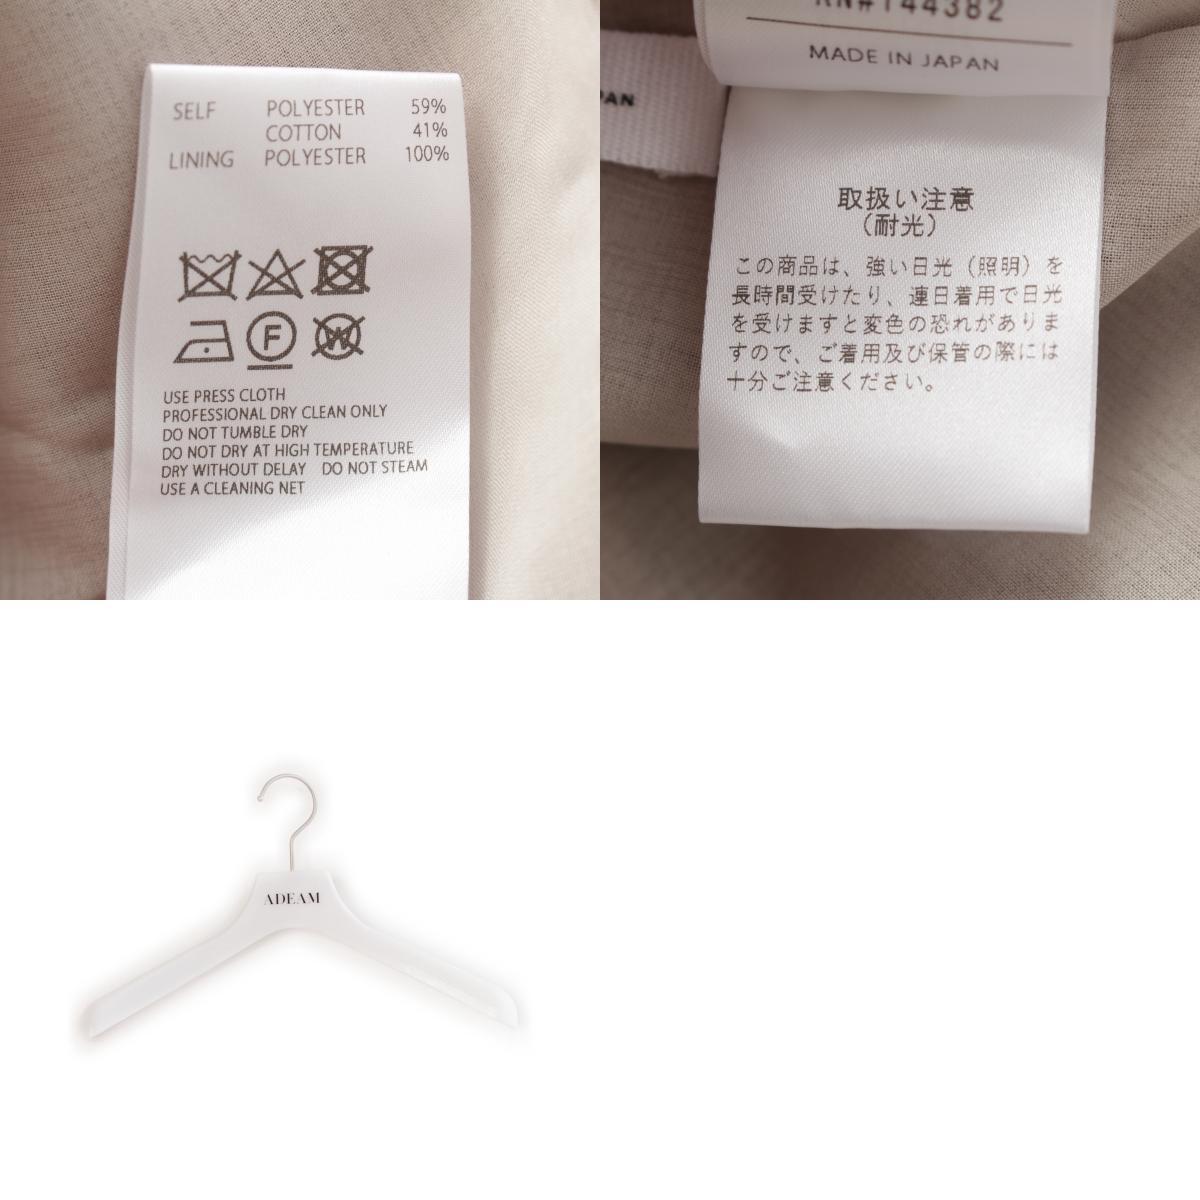 SELF POLYESTER 59%
COTTON 41%
LINING POLYESTER 100%
F
W
USE PRESS CLOTH
PROFESSIONAL DRY CLEAN ONLY
DO NOT TUMBLE DRY
DO NOT DRY AT HIGH TEMPERATURE
DRY WITHOUT DELAY DO NOT STEAM
USE A CLEANING NET
RN#144382
MADE IN JAPAN
取扱い注意
（耐光）
この商品は、強い日光（照明）を
長時間受けたり、連日着用で日光
を受けますと変色の恐れがありま
すので、ご着用及び保管の際には
十分ご注意ください。
ADEAM